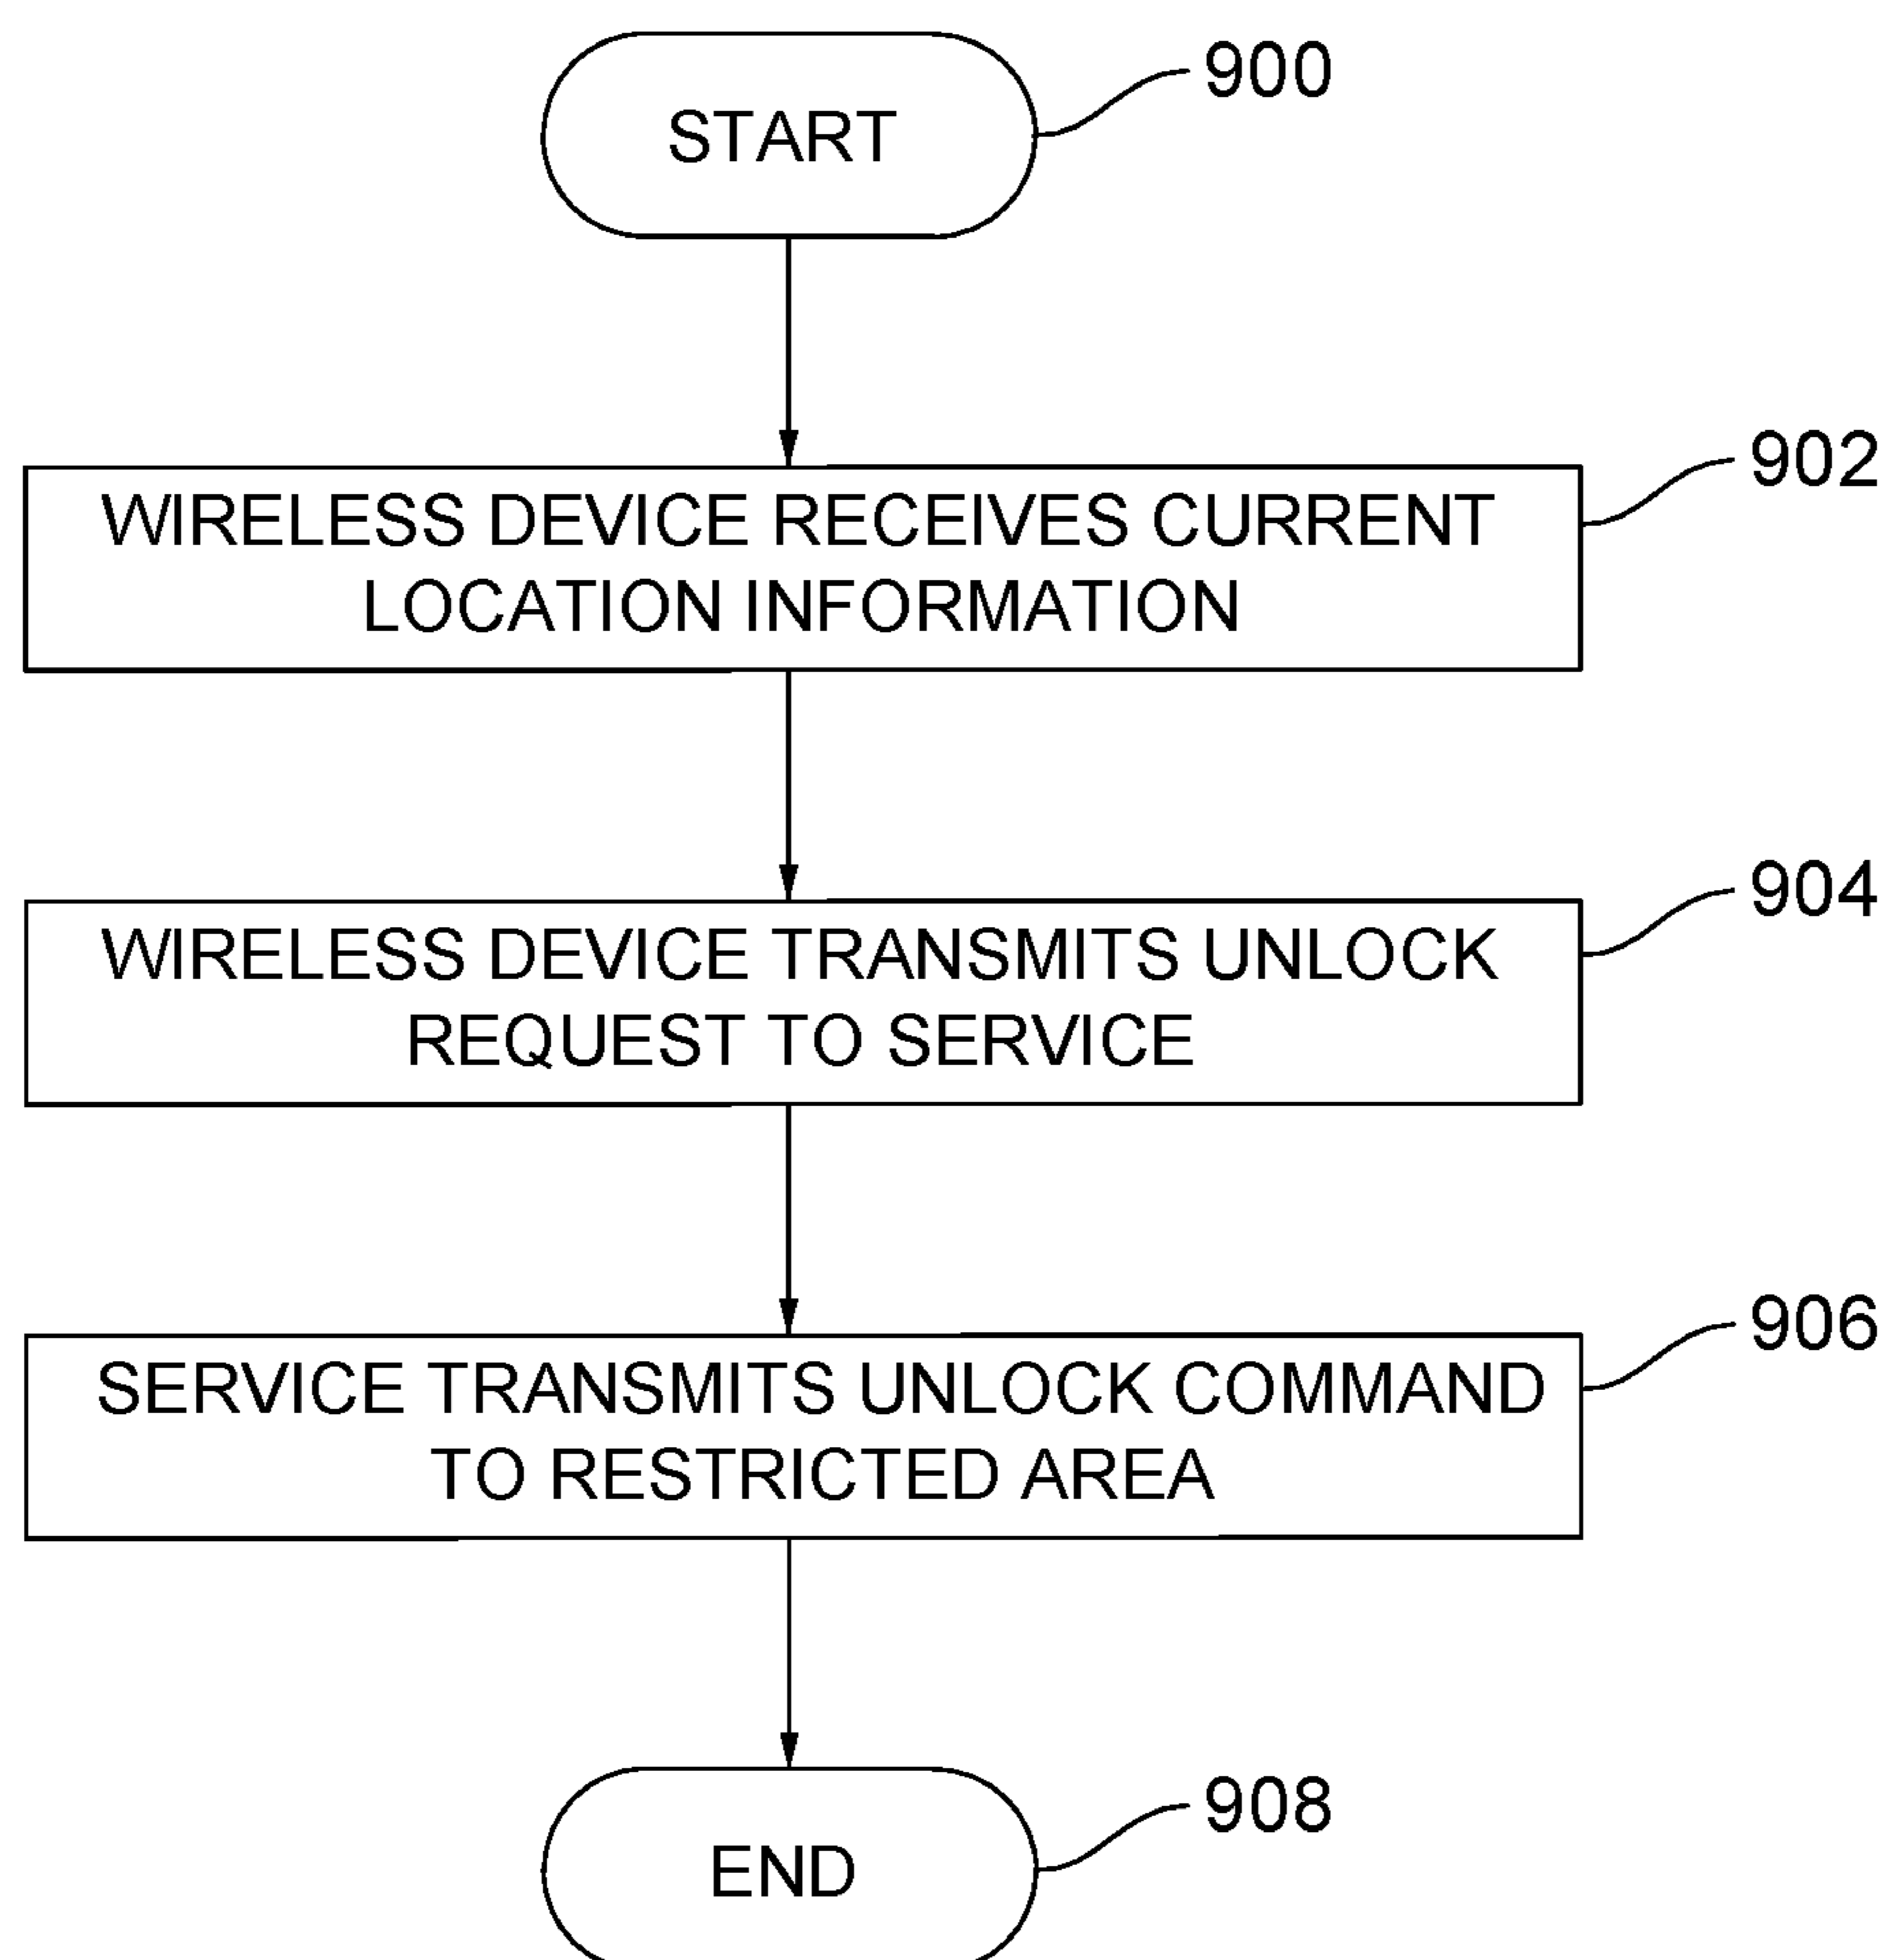 START
900
WIRELESS DEVICE RECEIVES CURRENT
LOCATION INFORMATION
902
WIRELESS DEVICE TRANSMITS UNLOCK
REQUEST TO SERVICE
904
SERVICE TRANSMITS UNLOCK COMMAND
TO RESTRICTED AREA
906
END
908